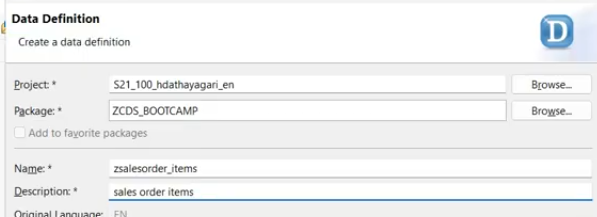 Data Definition
Create a data definition
D
Project: * S21_100_hdathayagari_en Browse...
Package: * ZCDS_BOOTCAMP Browse...
Add to favorite packages
Name: * zsalesorder_items
Description: * sales order items
Original Language: EN